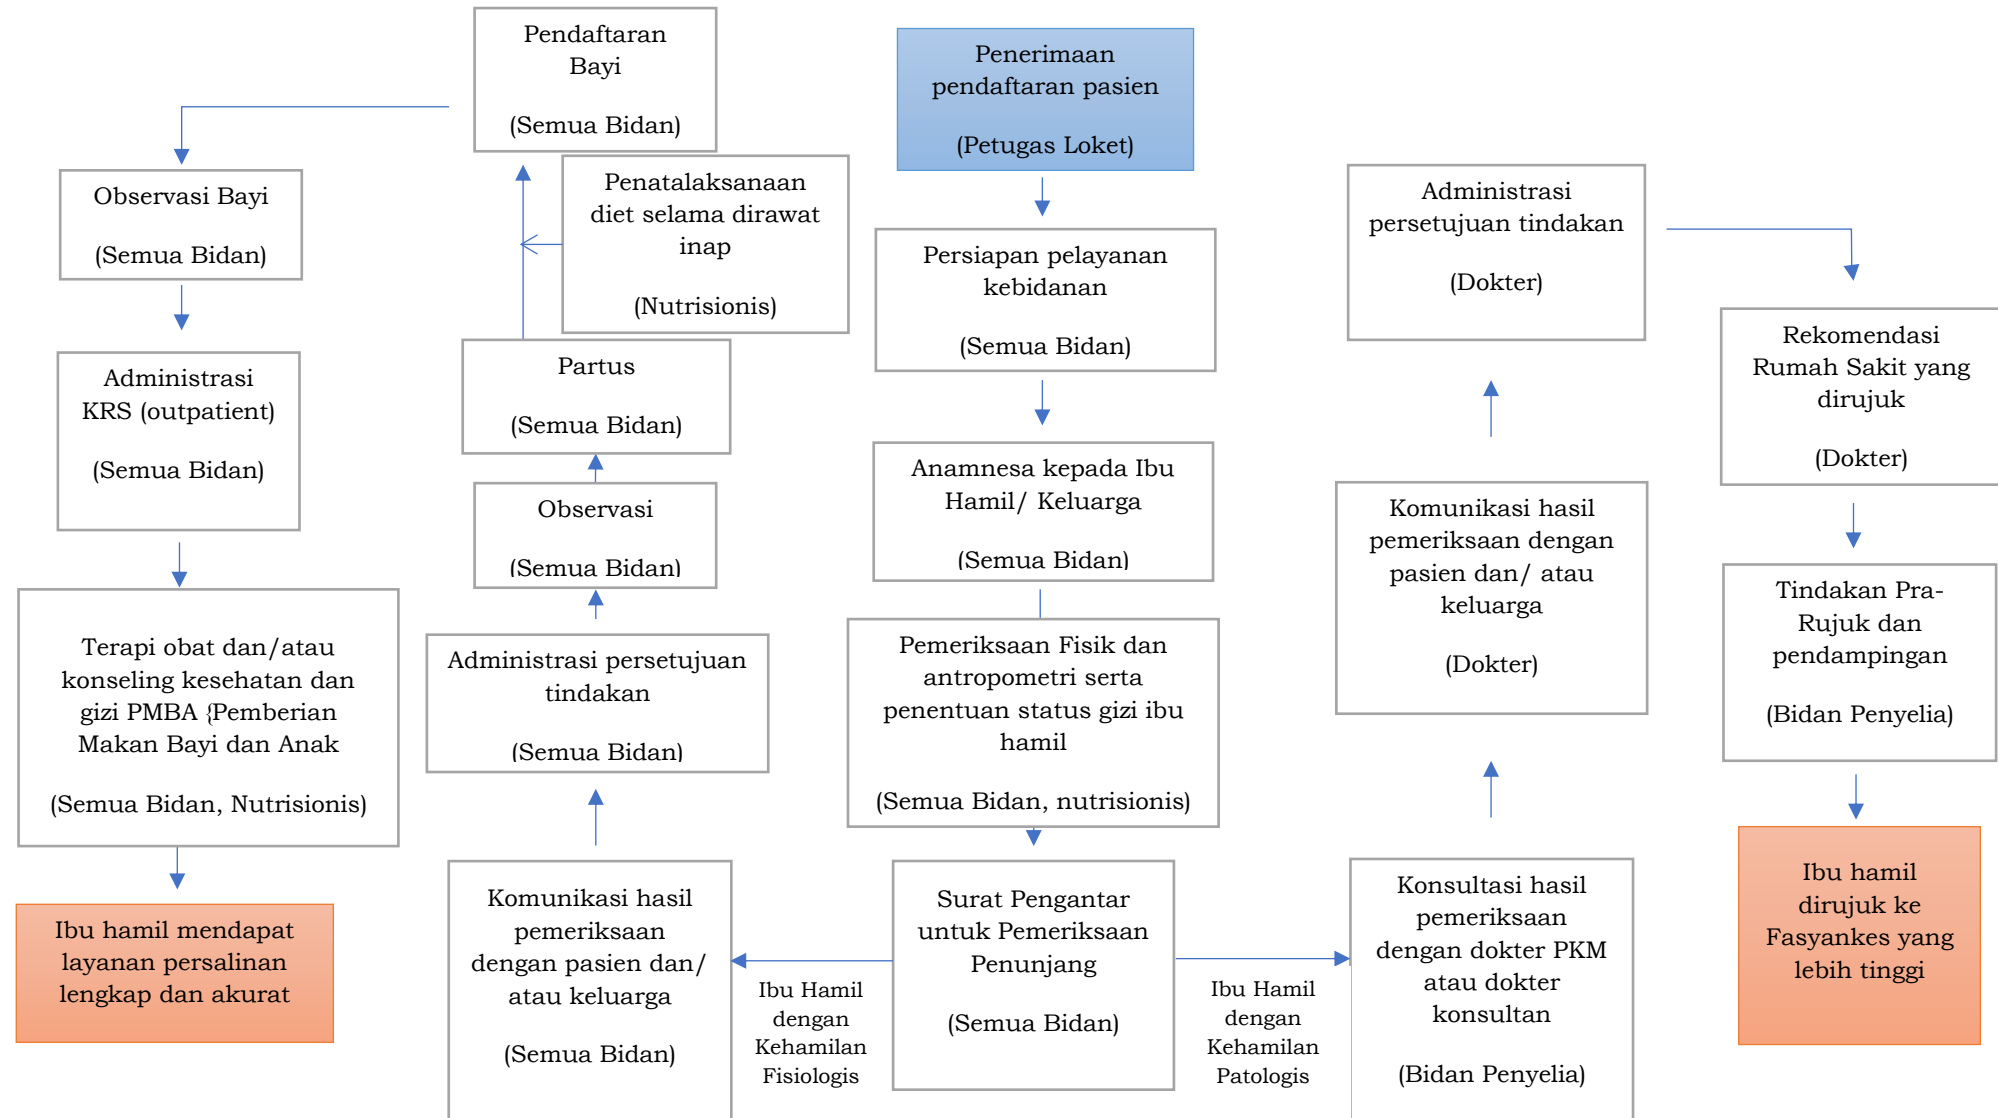 Penerimaan
pendaftaran pasien
(Petugas Loket)
Persiapan pelayanan
kebidanan
(Semua Bidan)
Anamnesa kepada Ibu
Hamil/ Keluarga
(Semua Bidan)
Pemeriksaan Fisik dan
antropometri serta
penentuan status gizi ibu
hamil
(Semua Bidan, nutrisionis)
Surat Pengantar
untuk Pemeriksaan
Penunjang
(Semua Bidan)
Ibu Hamil
dengan
Kehamilan
Fisiologis
Komunikasi hasil
pemeriksaan
dengan pasien dan/
atau keluarga
(Semua Bidan)
Administrasi persetujuan
tindakan
(Semua Bidan)
Observasi
(Semua Bidan)
Partus
(Semua Bidan)
Penatalaksanaan
diet selama dirawat
inap
(Nutrisionis)
Pendaftaran
Bayi
(Semua Bidan)
Observasi Bayi
(Semua Bidan)
Administrasi
KRS (outpatient)
(Semua Bidan)
Terapi obat dan/atau
konseling kesehatan dan
gizi PMBA {Pemberian
Makan Bayi dan Anak
(Semua Bidan, Nutrisionis)
Ibu hamil mendapat
layanan persalinan
lengkap dan akurat
Ibu Hamil
dengan
Kehamilan
Patologis
Konsultasi hasil
pemeriksaan
dengan dokter PKM
atau dokter
konsultan
(Bidan Penyelia)
Komunikasi hasil
pemeriksaan dengan
pasien dan/ atau
keluarga
(Dokter)
Administrasi
persetujuan tindakan
(Dokter)
Rekomendasi
Rumah Sakit yang
dirujuk
(Dokter)
Tindakan Pra-
Rujuk dan
pendampingan
(Bidan Penyelia)
Ibu hamil
dirujuk ke
Fasyankes yang
lebih tinggi